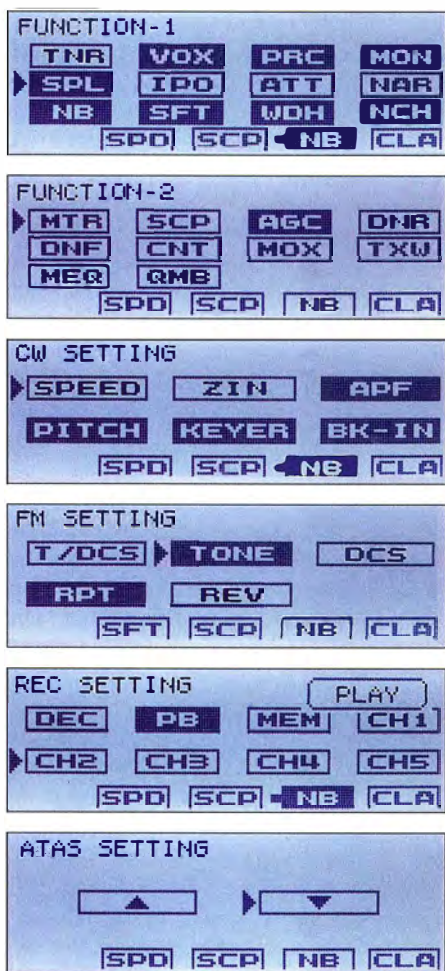 FUNCTION-1
TNR VOX PRC MON
SPL IPO ATT NAR
NB SFT WDH NCH
SPD SCP NB CLA
FUNCTION-2
MTR SCP AGC DNR
DNF CNT MOX TXW
MEQ QMB
SPD SCP NB CLA
CW SETTING
SPEED ZIN APF
PITCH KEYER BK-IN
SPD SCP NB CLA
FM SETTING
T/DCS TONE DCS
RPT REV
SFT SCP NB CLA
REC SETTING PLAY
DEC PB MEM CH1
CH2 CH3 CH4 CH5
SPD SCP NB CLA
ATAS SETTING
SPD SCP NB CLA